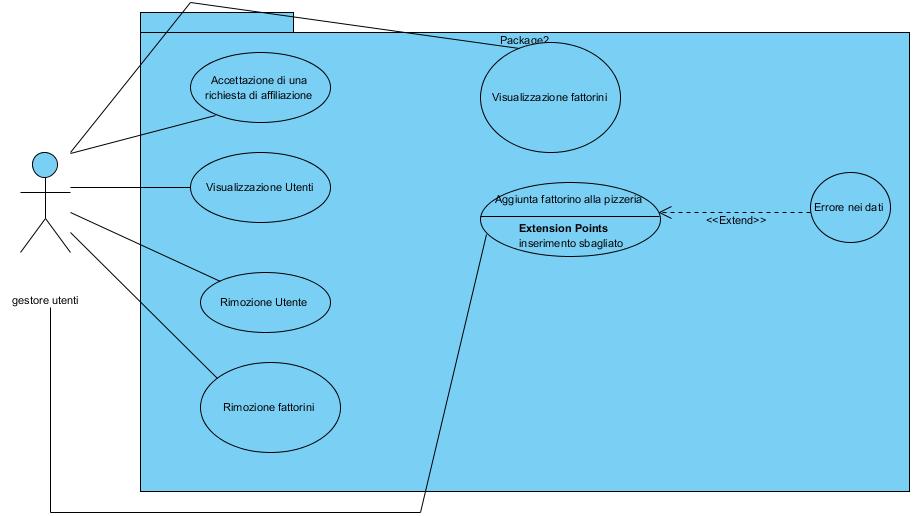 Package2
Accettazione di una
richiesta di affiliazione
Visualizzazione fattorini
Visualizzazione Utenti
Aggiunta fattorino alla pizzeria
Extension Points
inserimento sbagliato
<<Extend>>
Errore nei dati
gestore utenti
Rimozione Utente
Rimozione fattorini